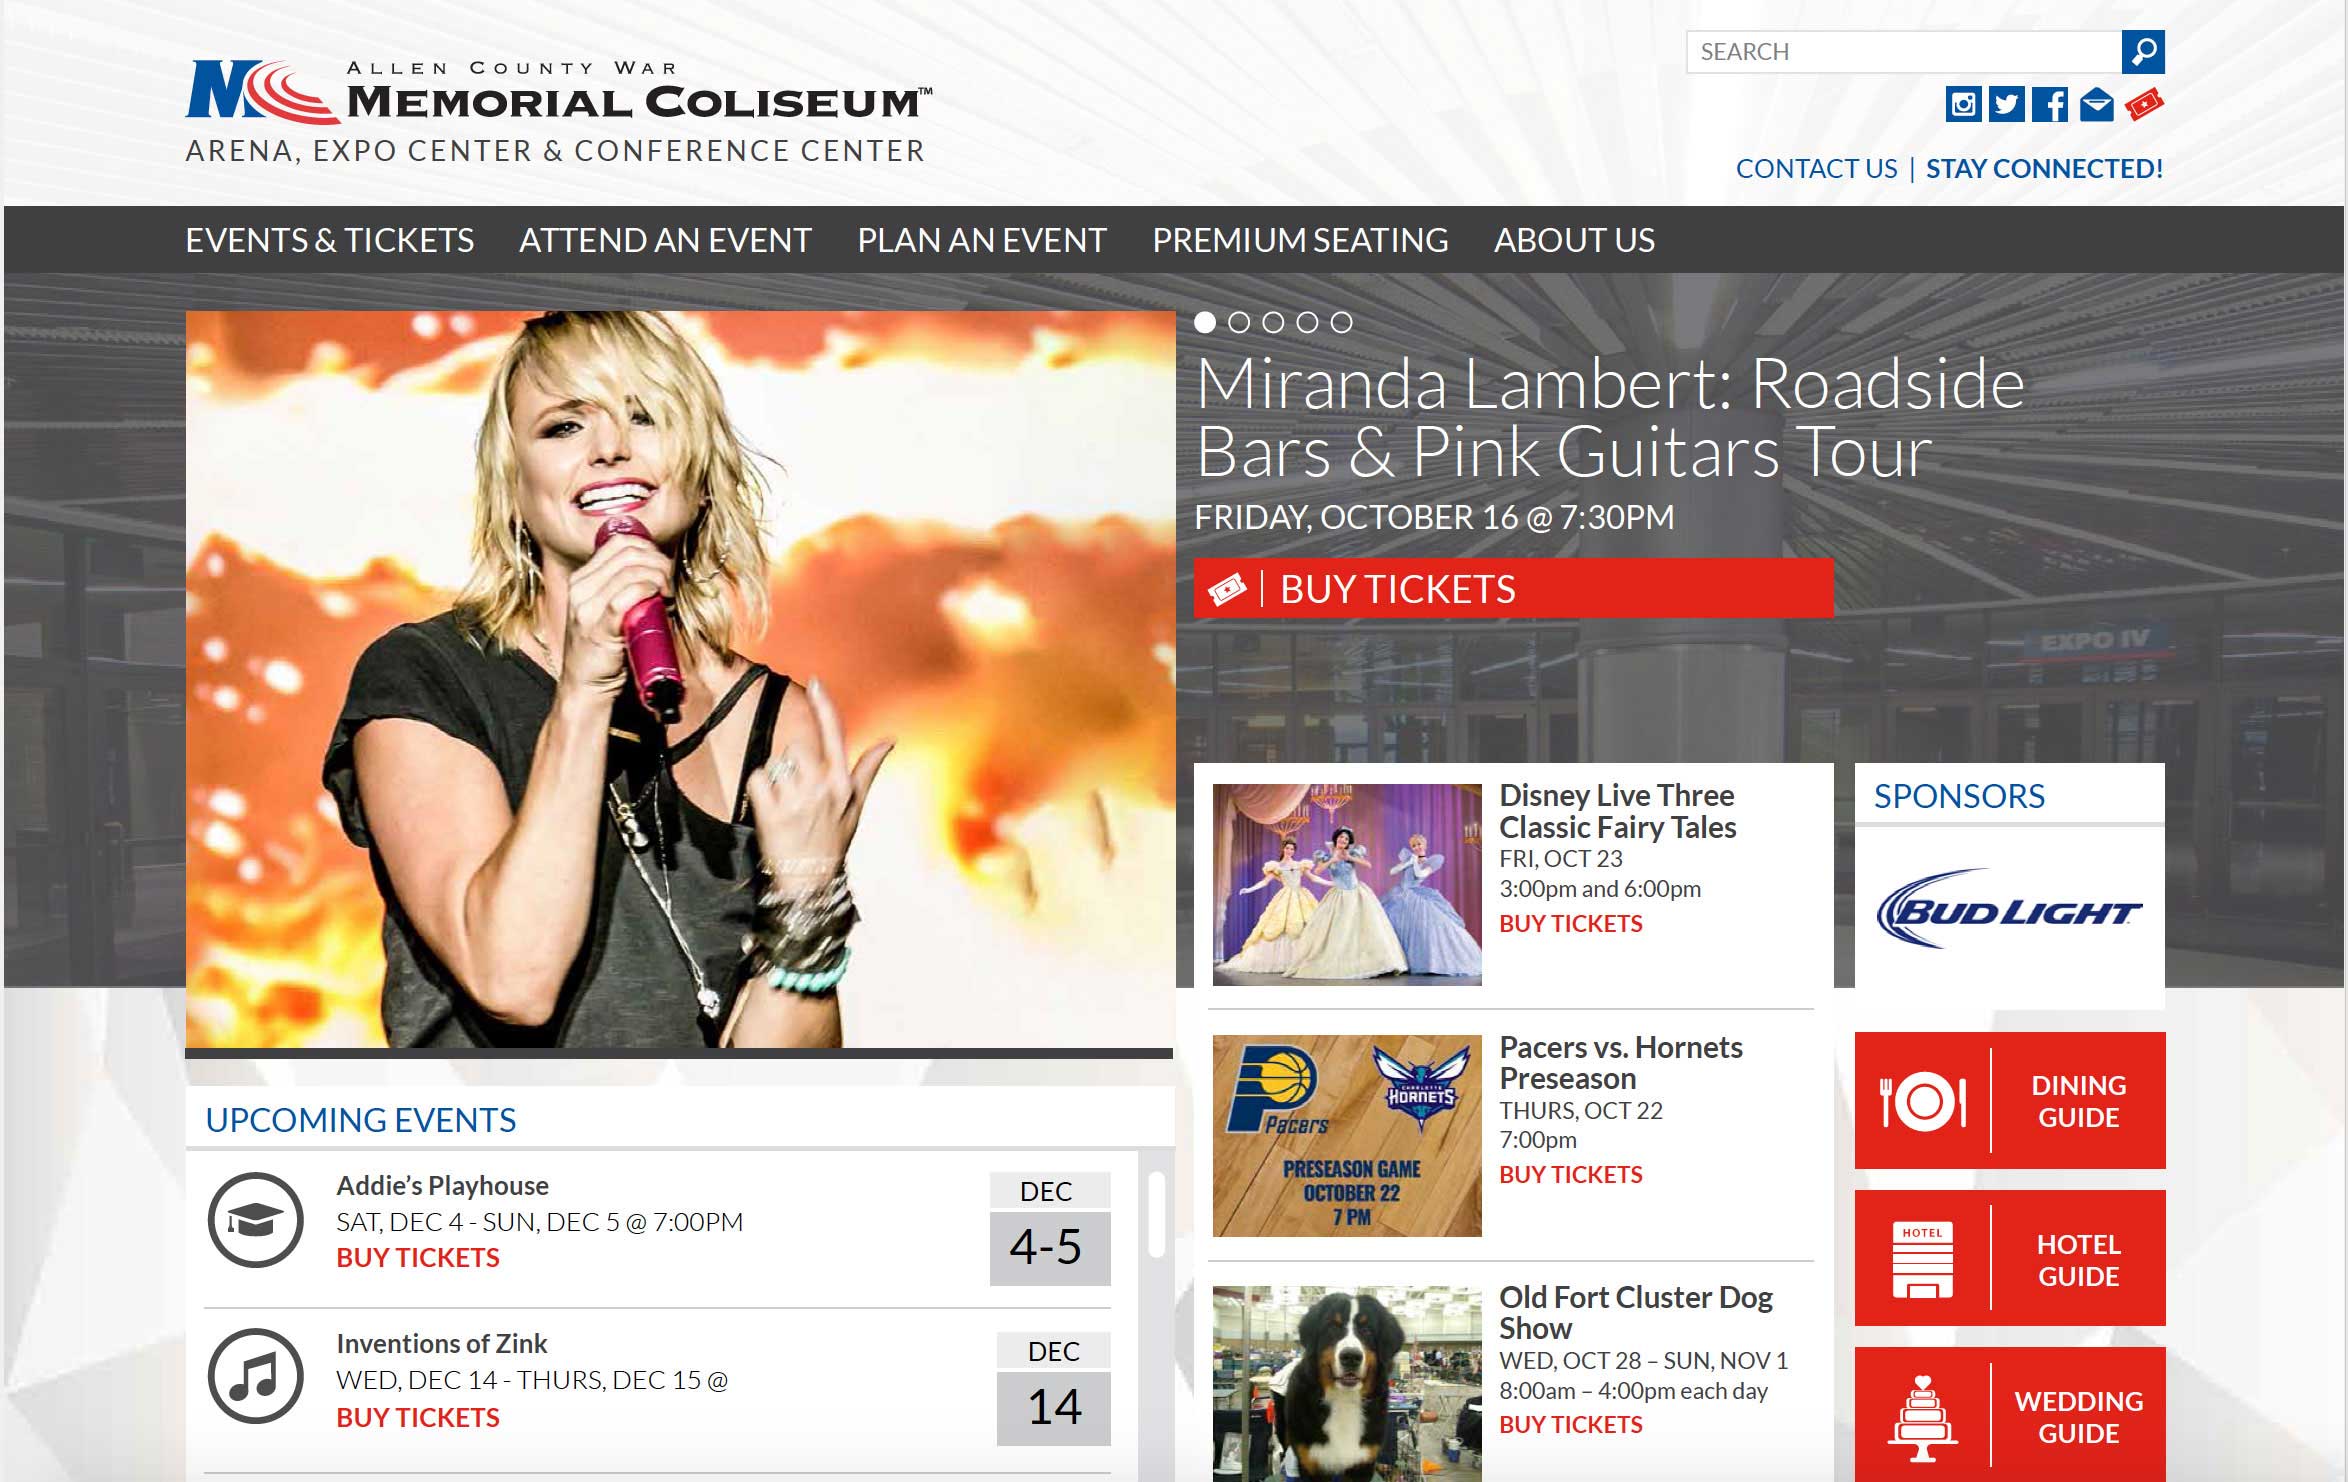 ALLEN COUNTY WAR
MEMORIAL COLISEUM™
ARENA, EXPO CENTER & CONFERENCE CENTER
SEARCH
CONTACT US | STAY CONNECTED!
EVENTS & TICKETS ATTEND AN EVENT PLAN AN EVENT PREMIUM SEATING ABOUT US
Miranda Lambert: Roadside
Bars & Pink Guitars Tour
FRIDAY, OCTOBER 16 @ 7:30PM
BUY TICKETS
EXPO IV
Disney Live Three
Classic Fairy Tales
FRI, OCT 23
3:00pm and 6:00pm
BUY TICKETS
Pacers
CHARLOTTE
HORNETS
PRESEASON GAME
OCTOBER 22
7 PM
Pacers vs. Hornets
Preseason
THURS, OCT 22
7:00pm
BUY TICKETS
Old Fort Cluster Dog
Show
WED, OCT 28 – SUN, NOV 1
8:00am – 4:00pm each day
BUY TICKETS
SPONSORS
BUD LIGHT
DINING
GUIDE
HOTEL
HOTEL
GUIDE
WEDDING
GUIDE
UPCOMING EVENTS
Addie’s Playhouse
SAT, DEC 4 - SUN, DEC 5 @ 7:00PM
BUY TICKETS
DEC
4-5
Inventions of Zink
WED, DEC 14 - THURS, DEC 15 @
BUY TICKETS
DEC
14